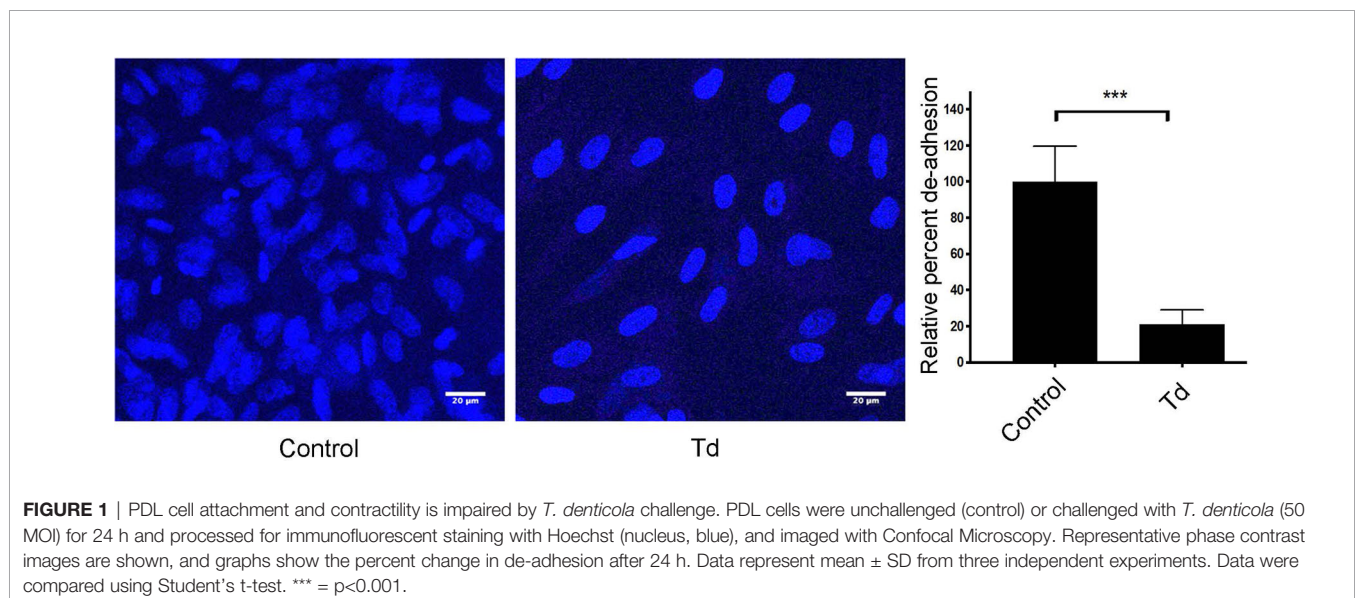 20 µm
20 µm
Control
Td
Relative percent de-adhesion
140
120
100
80
60
40
20
0
***
Control
Td
FIGURE 1 | PDL cell attachment and contractility is impaired by T. denticola challenge. PDL cells were unchallenged (control) or challenged with T. denticola (50
MOI) for 24 h and processed for immunofluorescent staining with Hoechst (nucleus, blue), and imaged with Confocal Microscopy. Representative phase contrast
images are shown, and graphs show the percent change in de-adhesion after 24 h. Data represent mean ± SD from three independent experiments. Data were
compared using Student's t-test. *** = p<0.001.